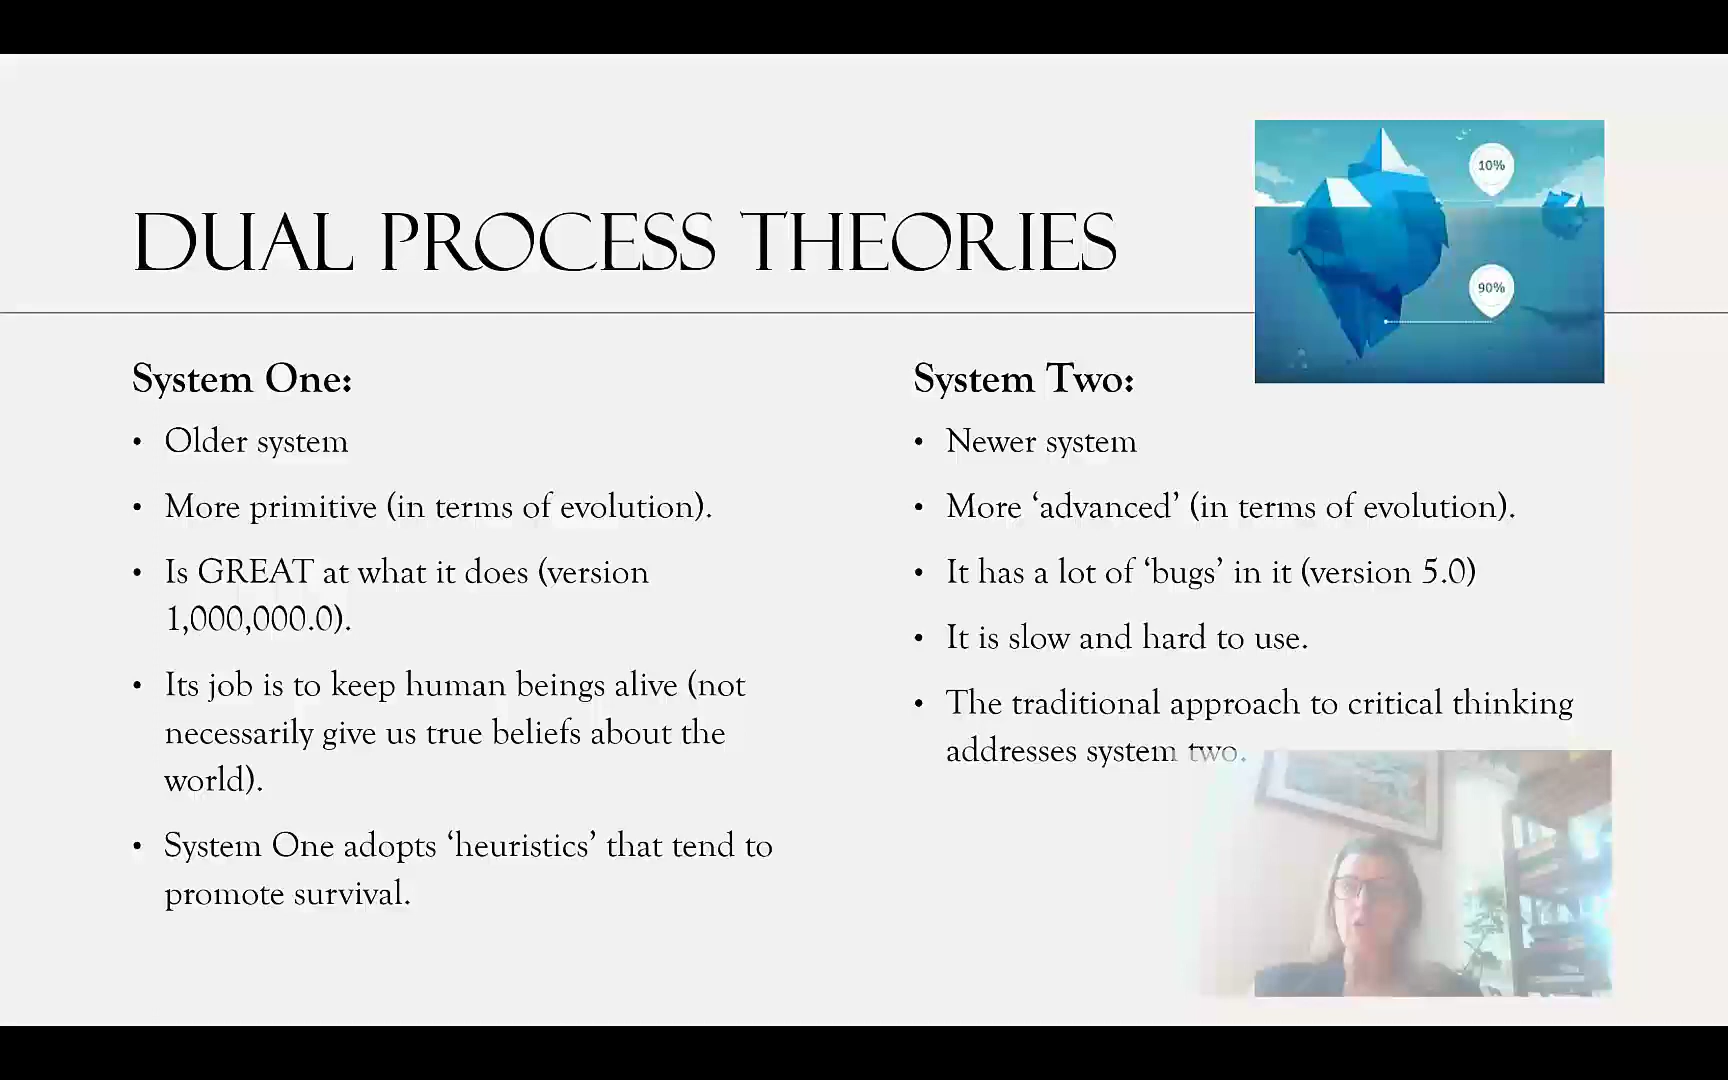 DUAL PROCESS THEORIES
10%
90%
System One:
• Older system
• More primitive (in terms of evolution).
• Is GREAT at what it does (version
1,000,000.0).
• Its job is to keep human beings alive (not
necessarily give us true beliefs about the
world).
• System One adopts ‘heuristics’ that tend to
promote survival.
System Two:
• Newer system
• More ‘advanced’ (in terms of evolution).
• It has a lot of ‘bugs’ in it (version 5.0)
• It is slow and hard to use.
• The traditional approach to critical thinking
addresses system two.